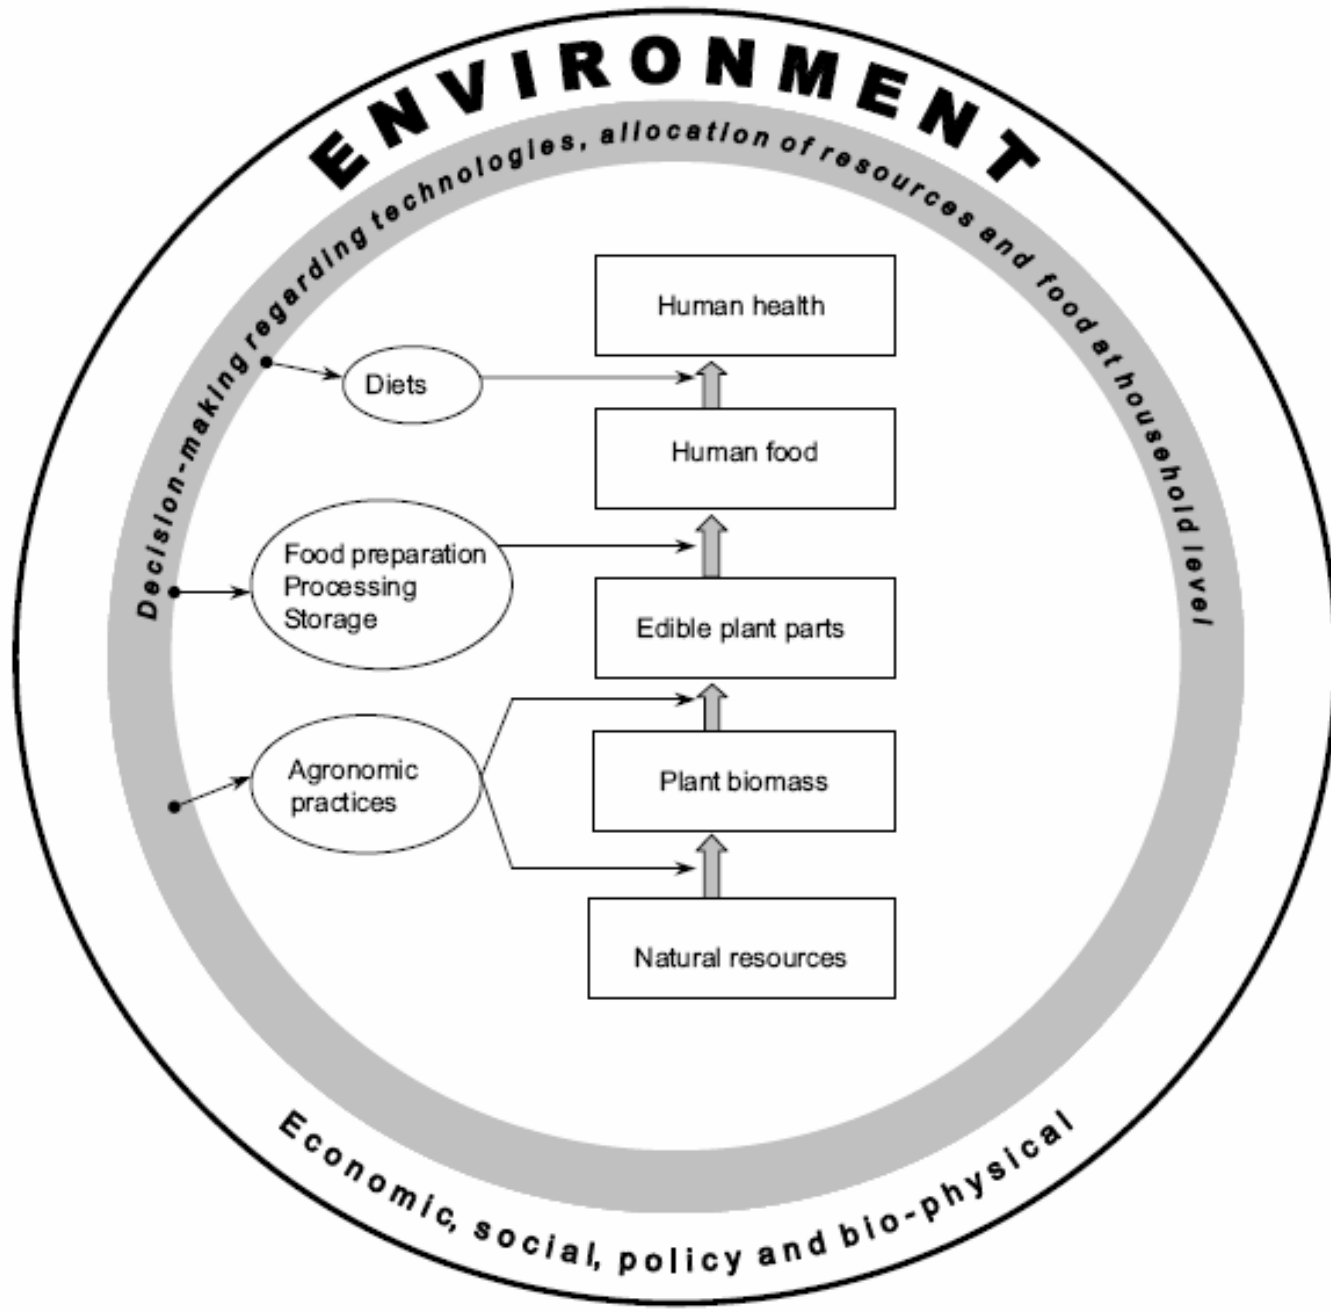 ENVIRONMENT
Decision-making regarding technologies, allocation of resources and food at household level
Human health
Diets
Human food
Food preparation
Processing
Storage
Edible plant parts
Agronomic
practices
Plant biomass
Natural resources
Economic, social, policy and bio-physical